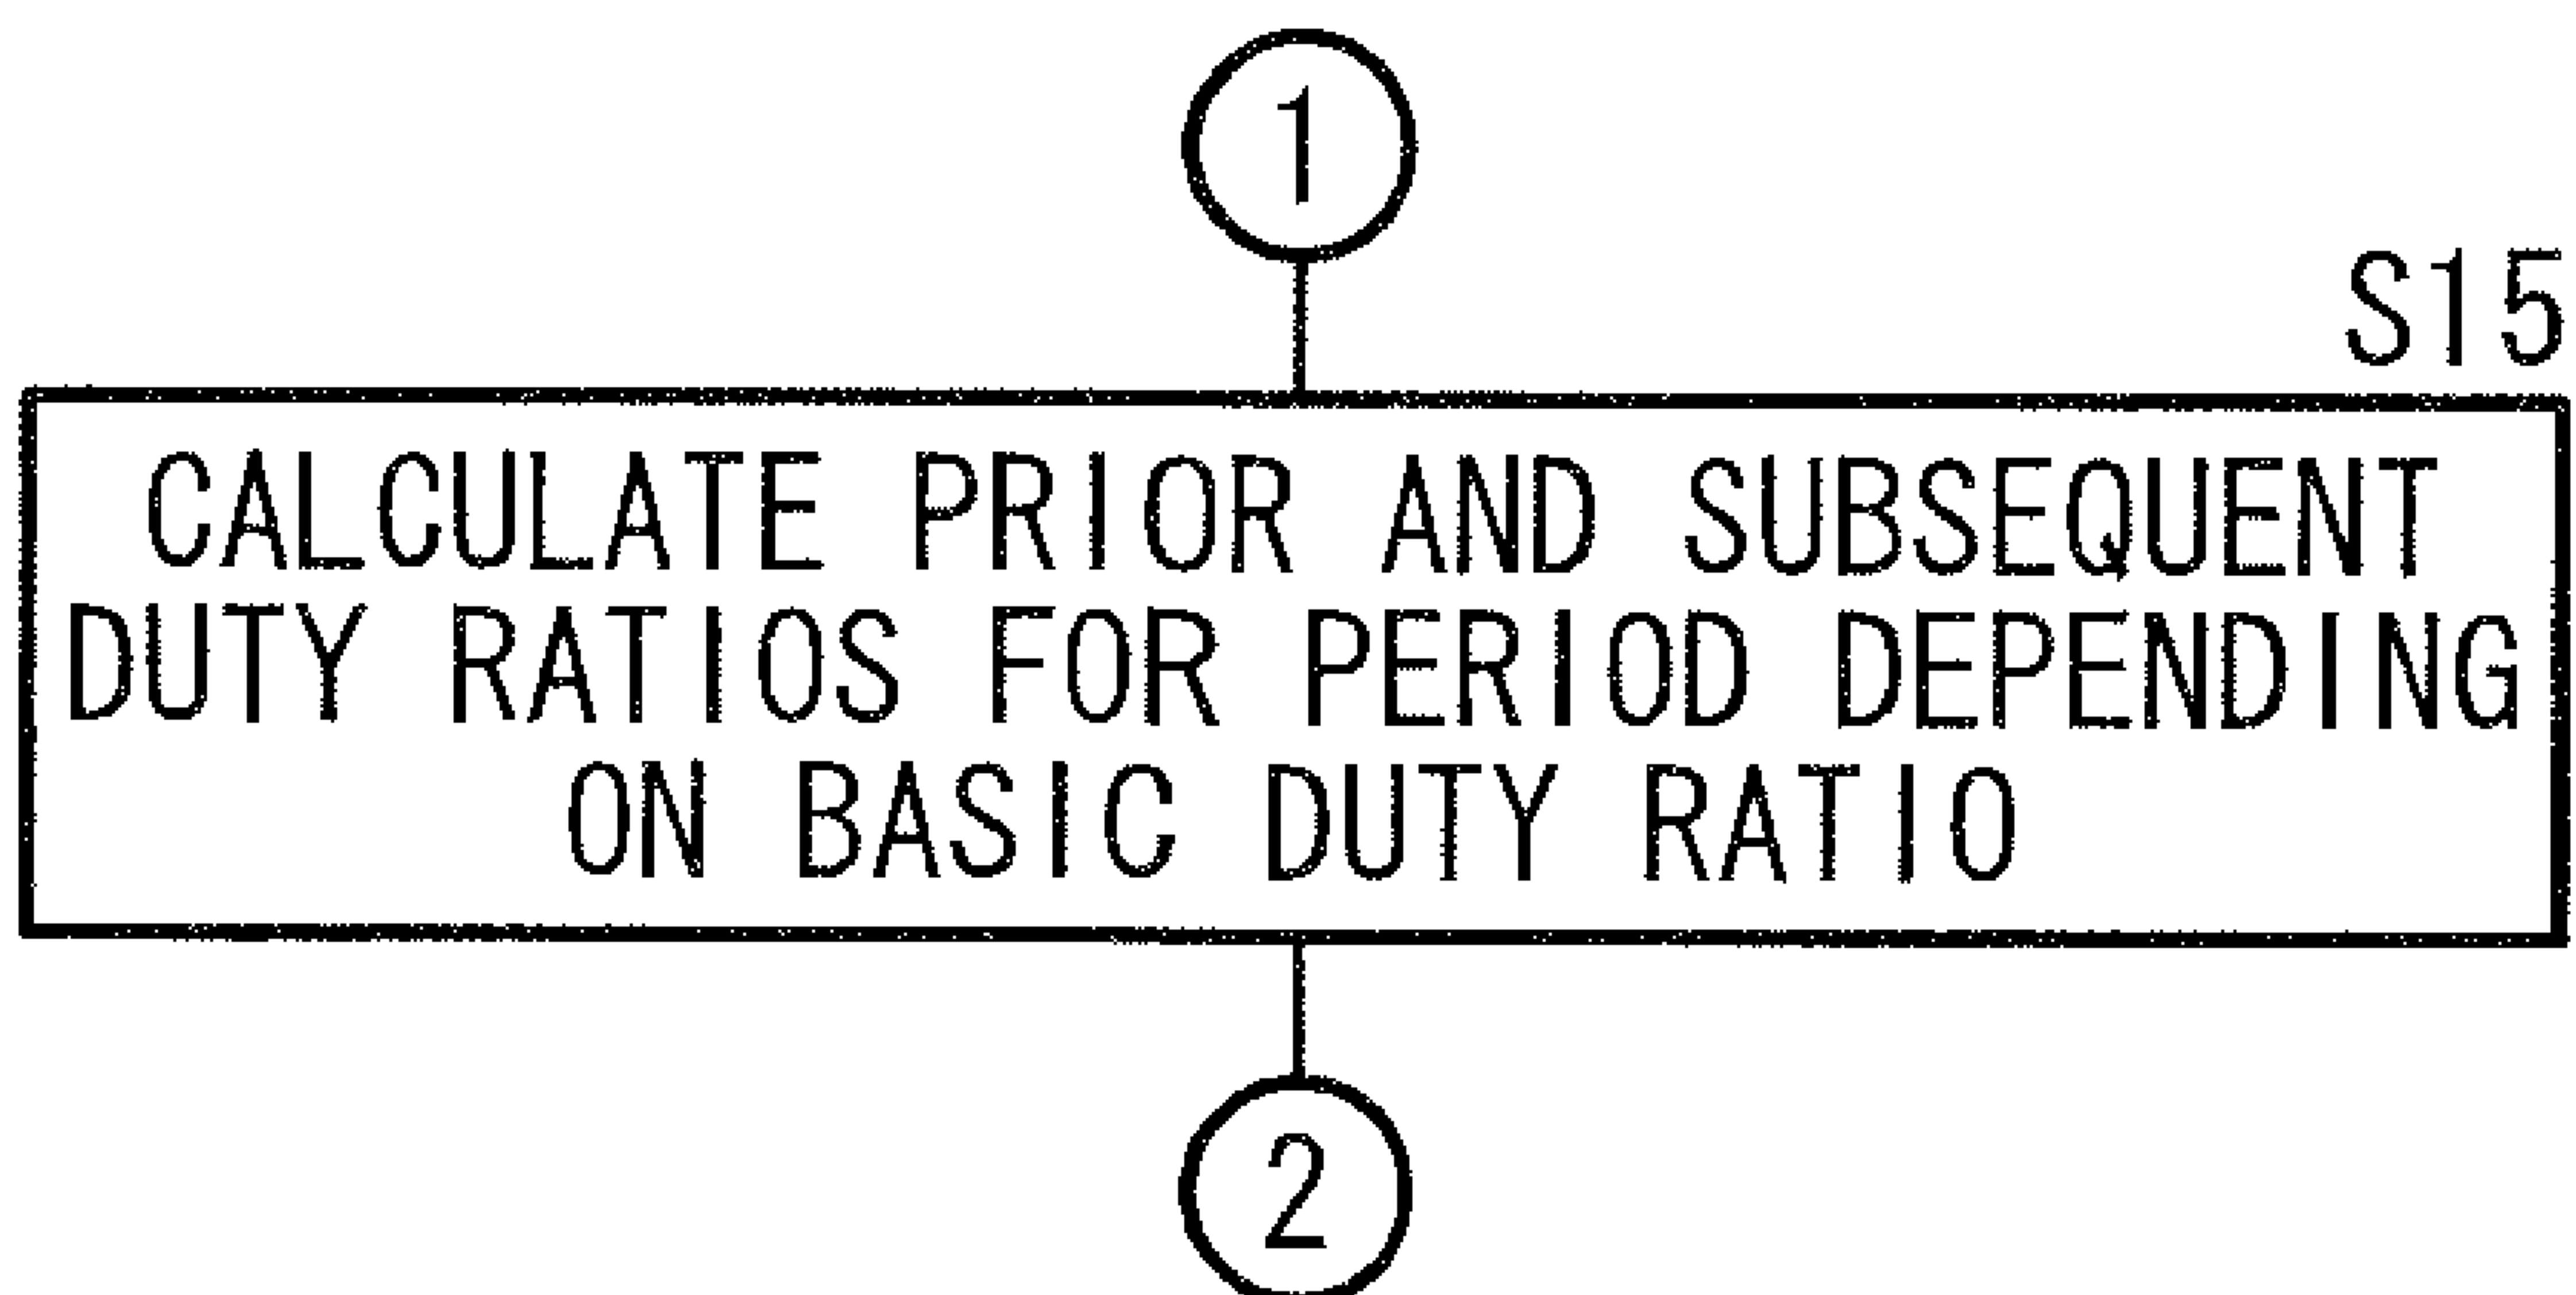 1
S15
CALCULATE PRIOR AND SUBSEQUENT
DUTY RATIOS FOR PERIOD DEPENDING
ON BASIC DUTY RATIO
2